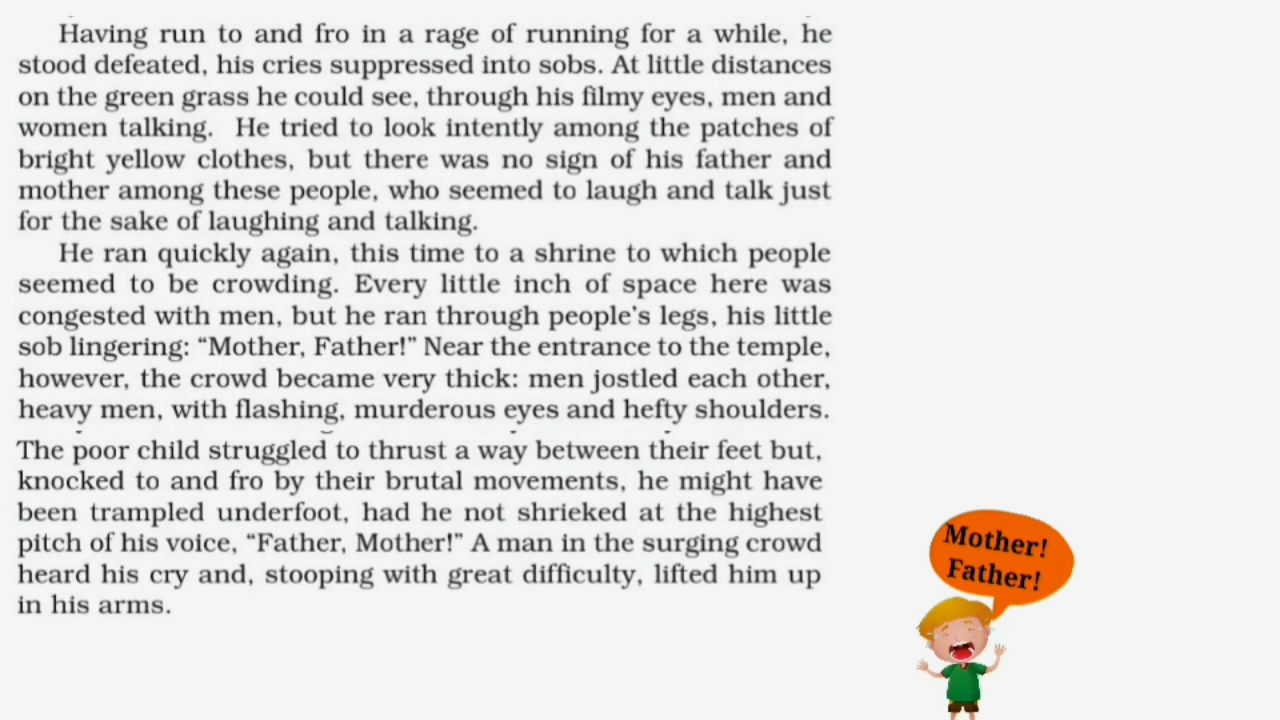 Having run to and fro in a rage of running for a while, he
stood defeated, his cries suppressed into sobs. At little distances
on the green grass he could see, through his filmy eyes, men and
women talking. He tried to look intently among the patches of
bright yellow clothes, but there was no sign of his father and
mother among these people, who seemed to laugh and talk just
for the sake of laughing and talking.
He ran quickly again, this time to a shrine to which people
seemed to be crowding. Every little inch of space here was
congested with men, but he ran through people's legs, his little
sob lingering: “Mother, Father!” Near the entrance to the temple,
however, the crowd became very thick: men jostled each other,
heavy men, with flashing, murderous eyes and hefty shoulders.
The poor child struggled to thrust a way between their feet but,
knocked to and fro by their brutal movements, he might have
been trampled underfoot, had he not shrieked at the highest
pitch of his voice, “Father, Mother!” A man in the surging crowd
heard his cry and, stooping with great difficulty, lifted him up
in his arms.
Mother!
Father!